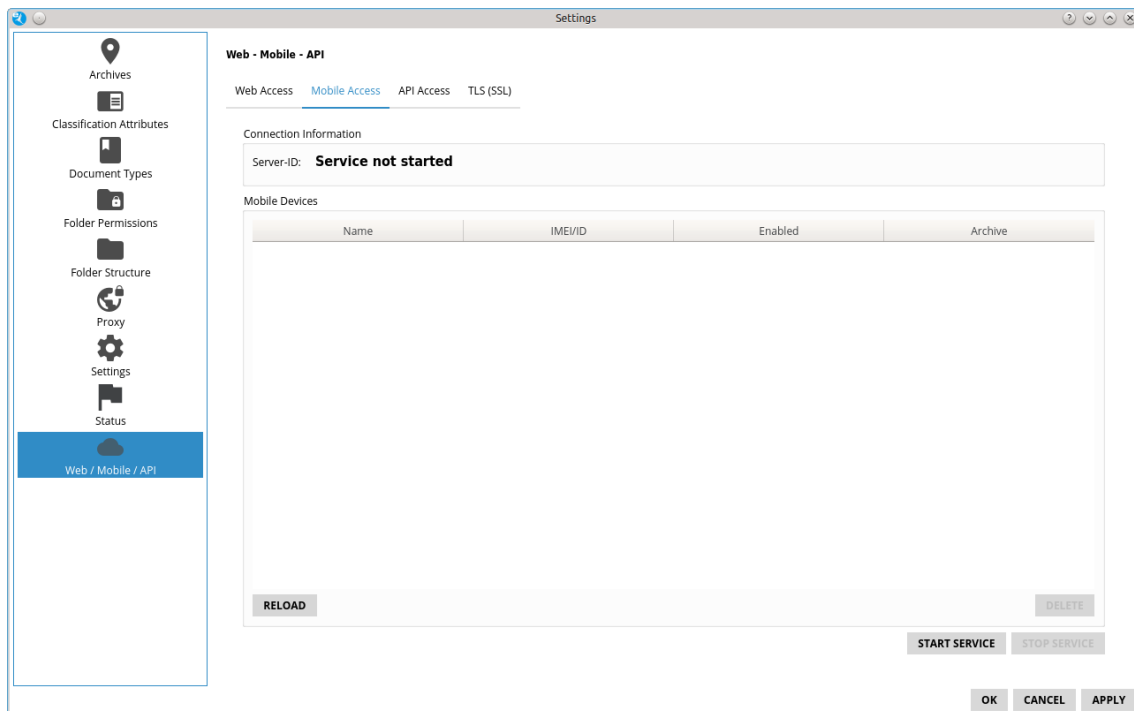 Settings
Archives
Classification Attributes
Document Types
Folder Permissions
Folder Structure
Proxy
Settings
Status
Web / Mobile / API
Web - Mobile - API
Web Access Mobile Access API Access TLS (SSL)
Connection Information
Server-ID: Service not started
Mobile Devices
Name IMEI/ID Enabled Archive
RELOAD DELETE
START SERVICE STOP SERVICE
OK CANCEL APPLY